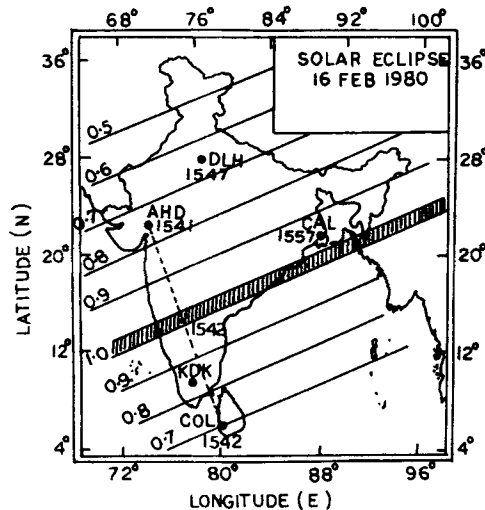 68° 76° 84° 92° 100°
36° 36°
SOLAR ECLIPSE
16 FEB 1980
0.5
0.6
28° DLH 28°
1547
0.7
AHD CAL
1541 1557
0.8
20° 20°
0.9
1543
1.0
12° 12°
0.9
KDK
0.8
COL
0.7 1542
4° 4°
72° 80° 88° 96°
LATITUDE (N)
LONGITUDE (E)